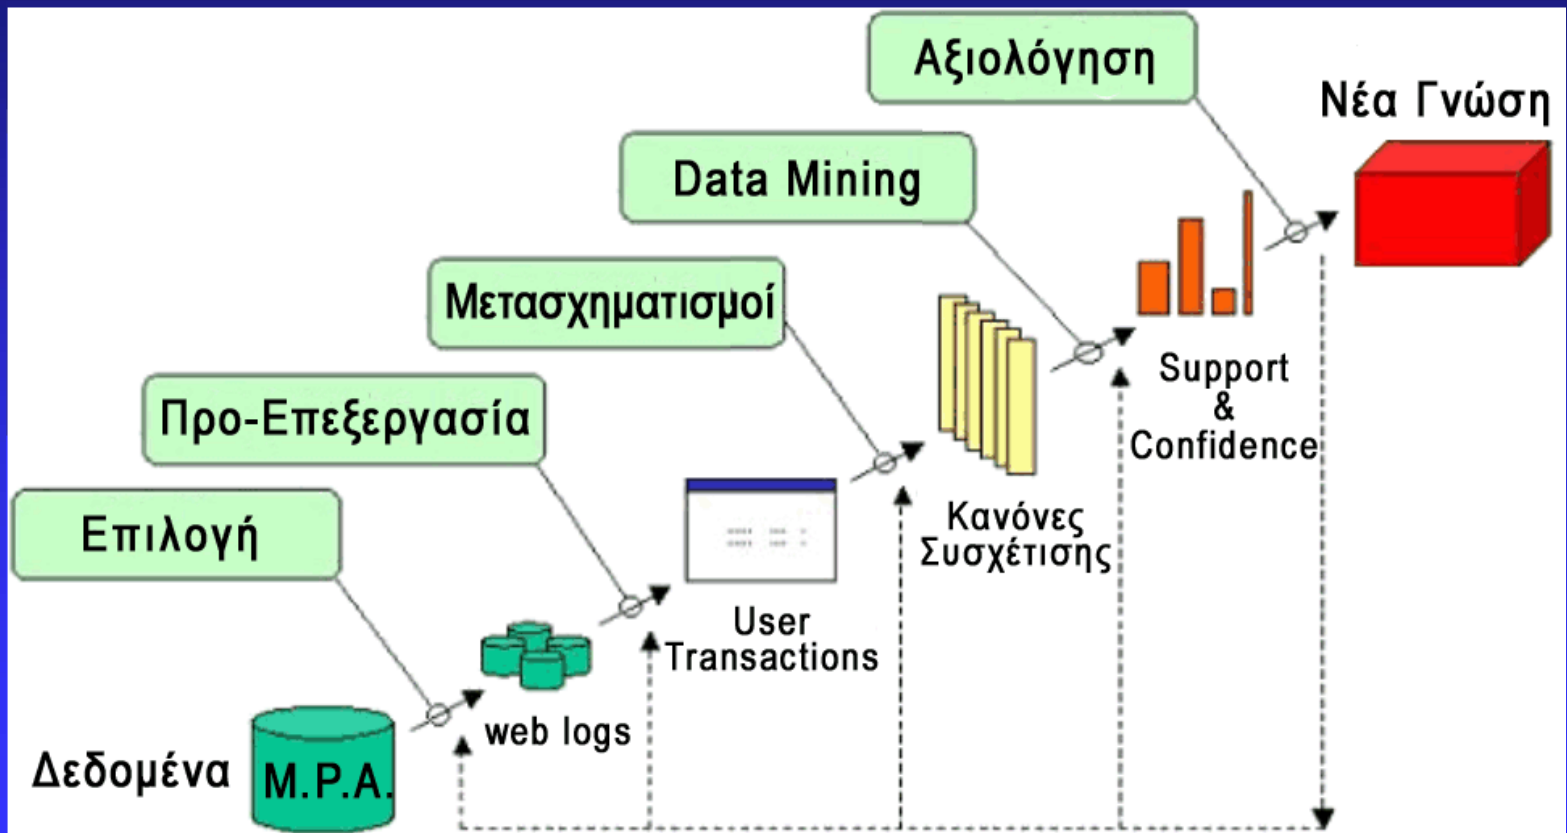 Αξιολόγηση
Νέα Γνώση
Data Mining
Μετασχηματισμοί
Support
&
Confidence
Προ-Επεξεργασία
Κανόνες
Συσχέτισης
Επιλογή
User
Transactions
web logs
Δεδομένα
M.P.A.